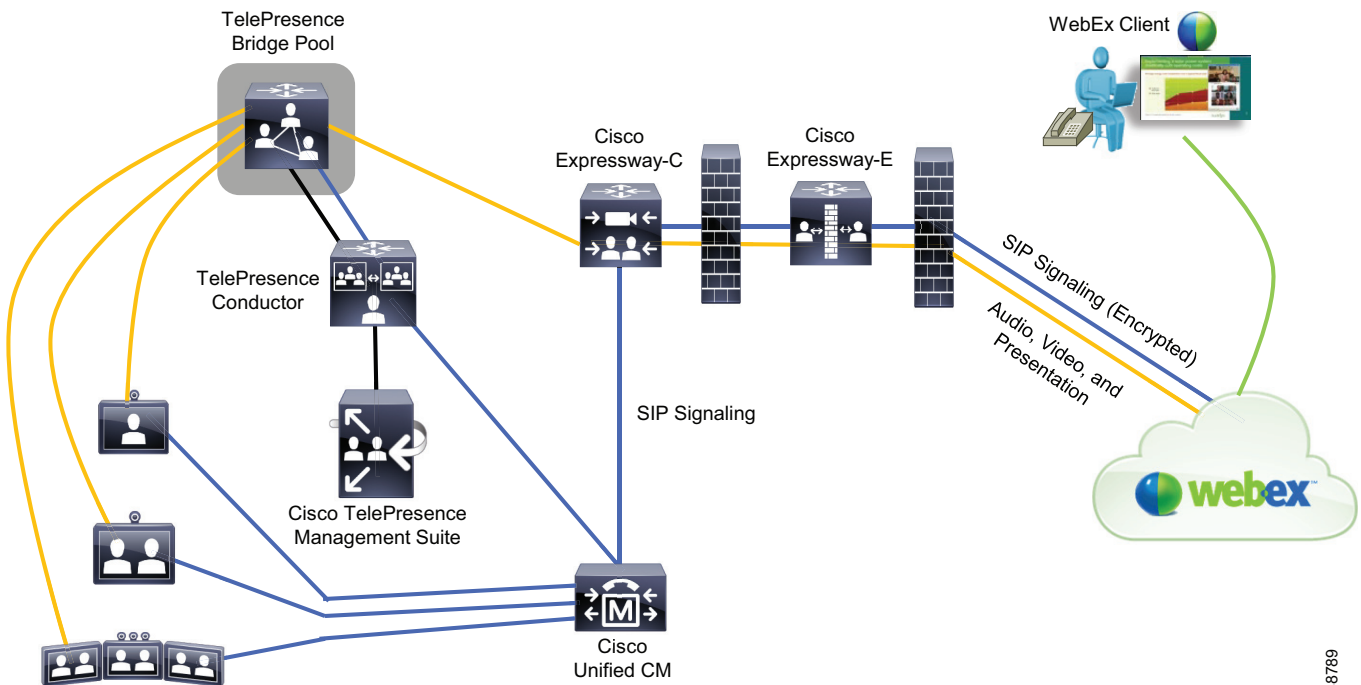 TelePresence
Bridge Pool
WebEx Client
Cisco
Expressway-C
Cisco
Expressway-E
TelePresence
Conductor
SIP Signaling (Encrypted)
Audio, Video, and
Presentation
SIP Signaling
Cisco TelePresence
Management Suite
webex™
M
Cisco
Unified CM
8789